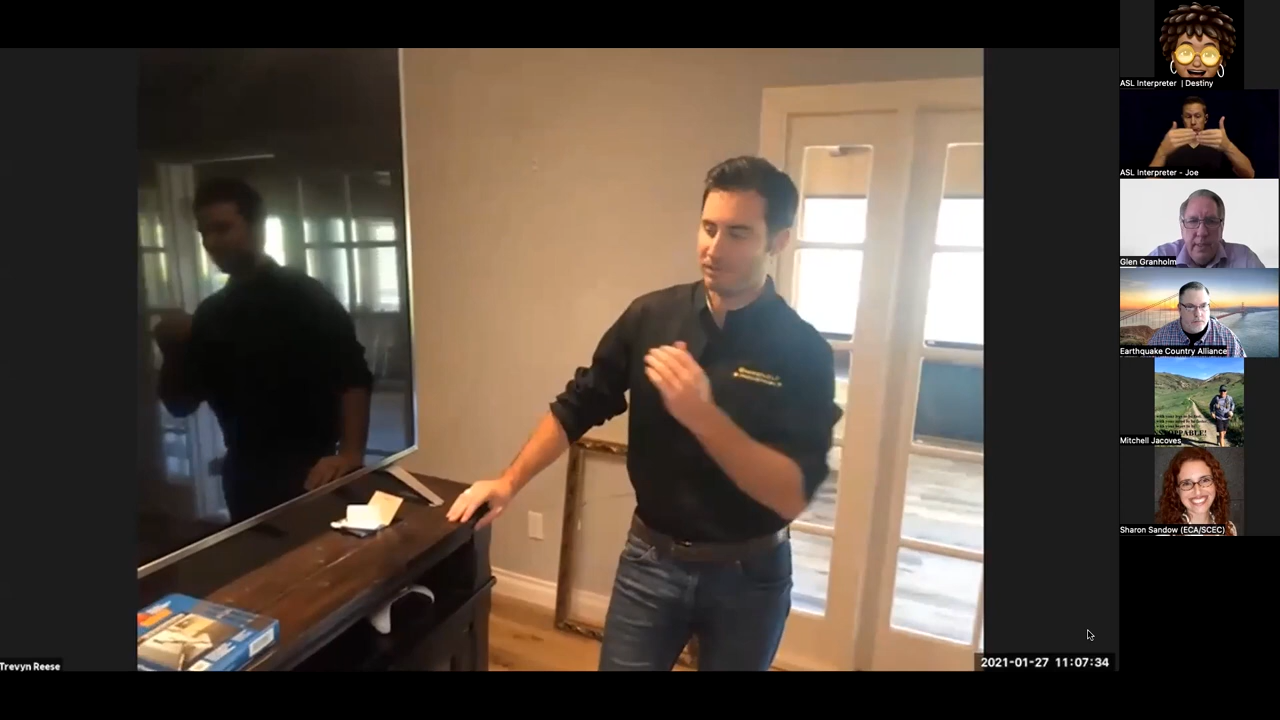 ASL Interpreter | Destiny
ASL Interpreter - Joe
Glen Granholm
Earthquake Country Alliance
Mitchell Jacoves
Sharon Sandow (ECA/SCEC)
Trevyn Reese
2021-01-27 11:07:34